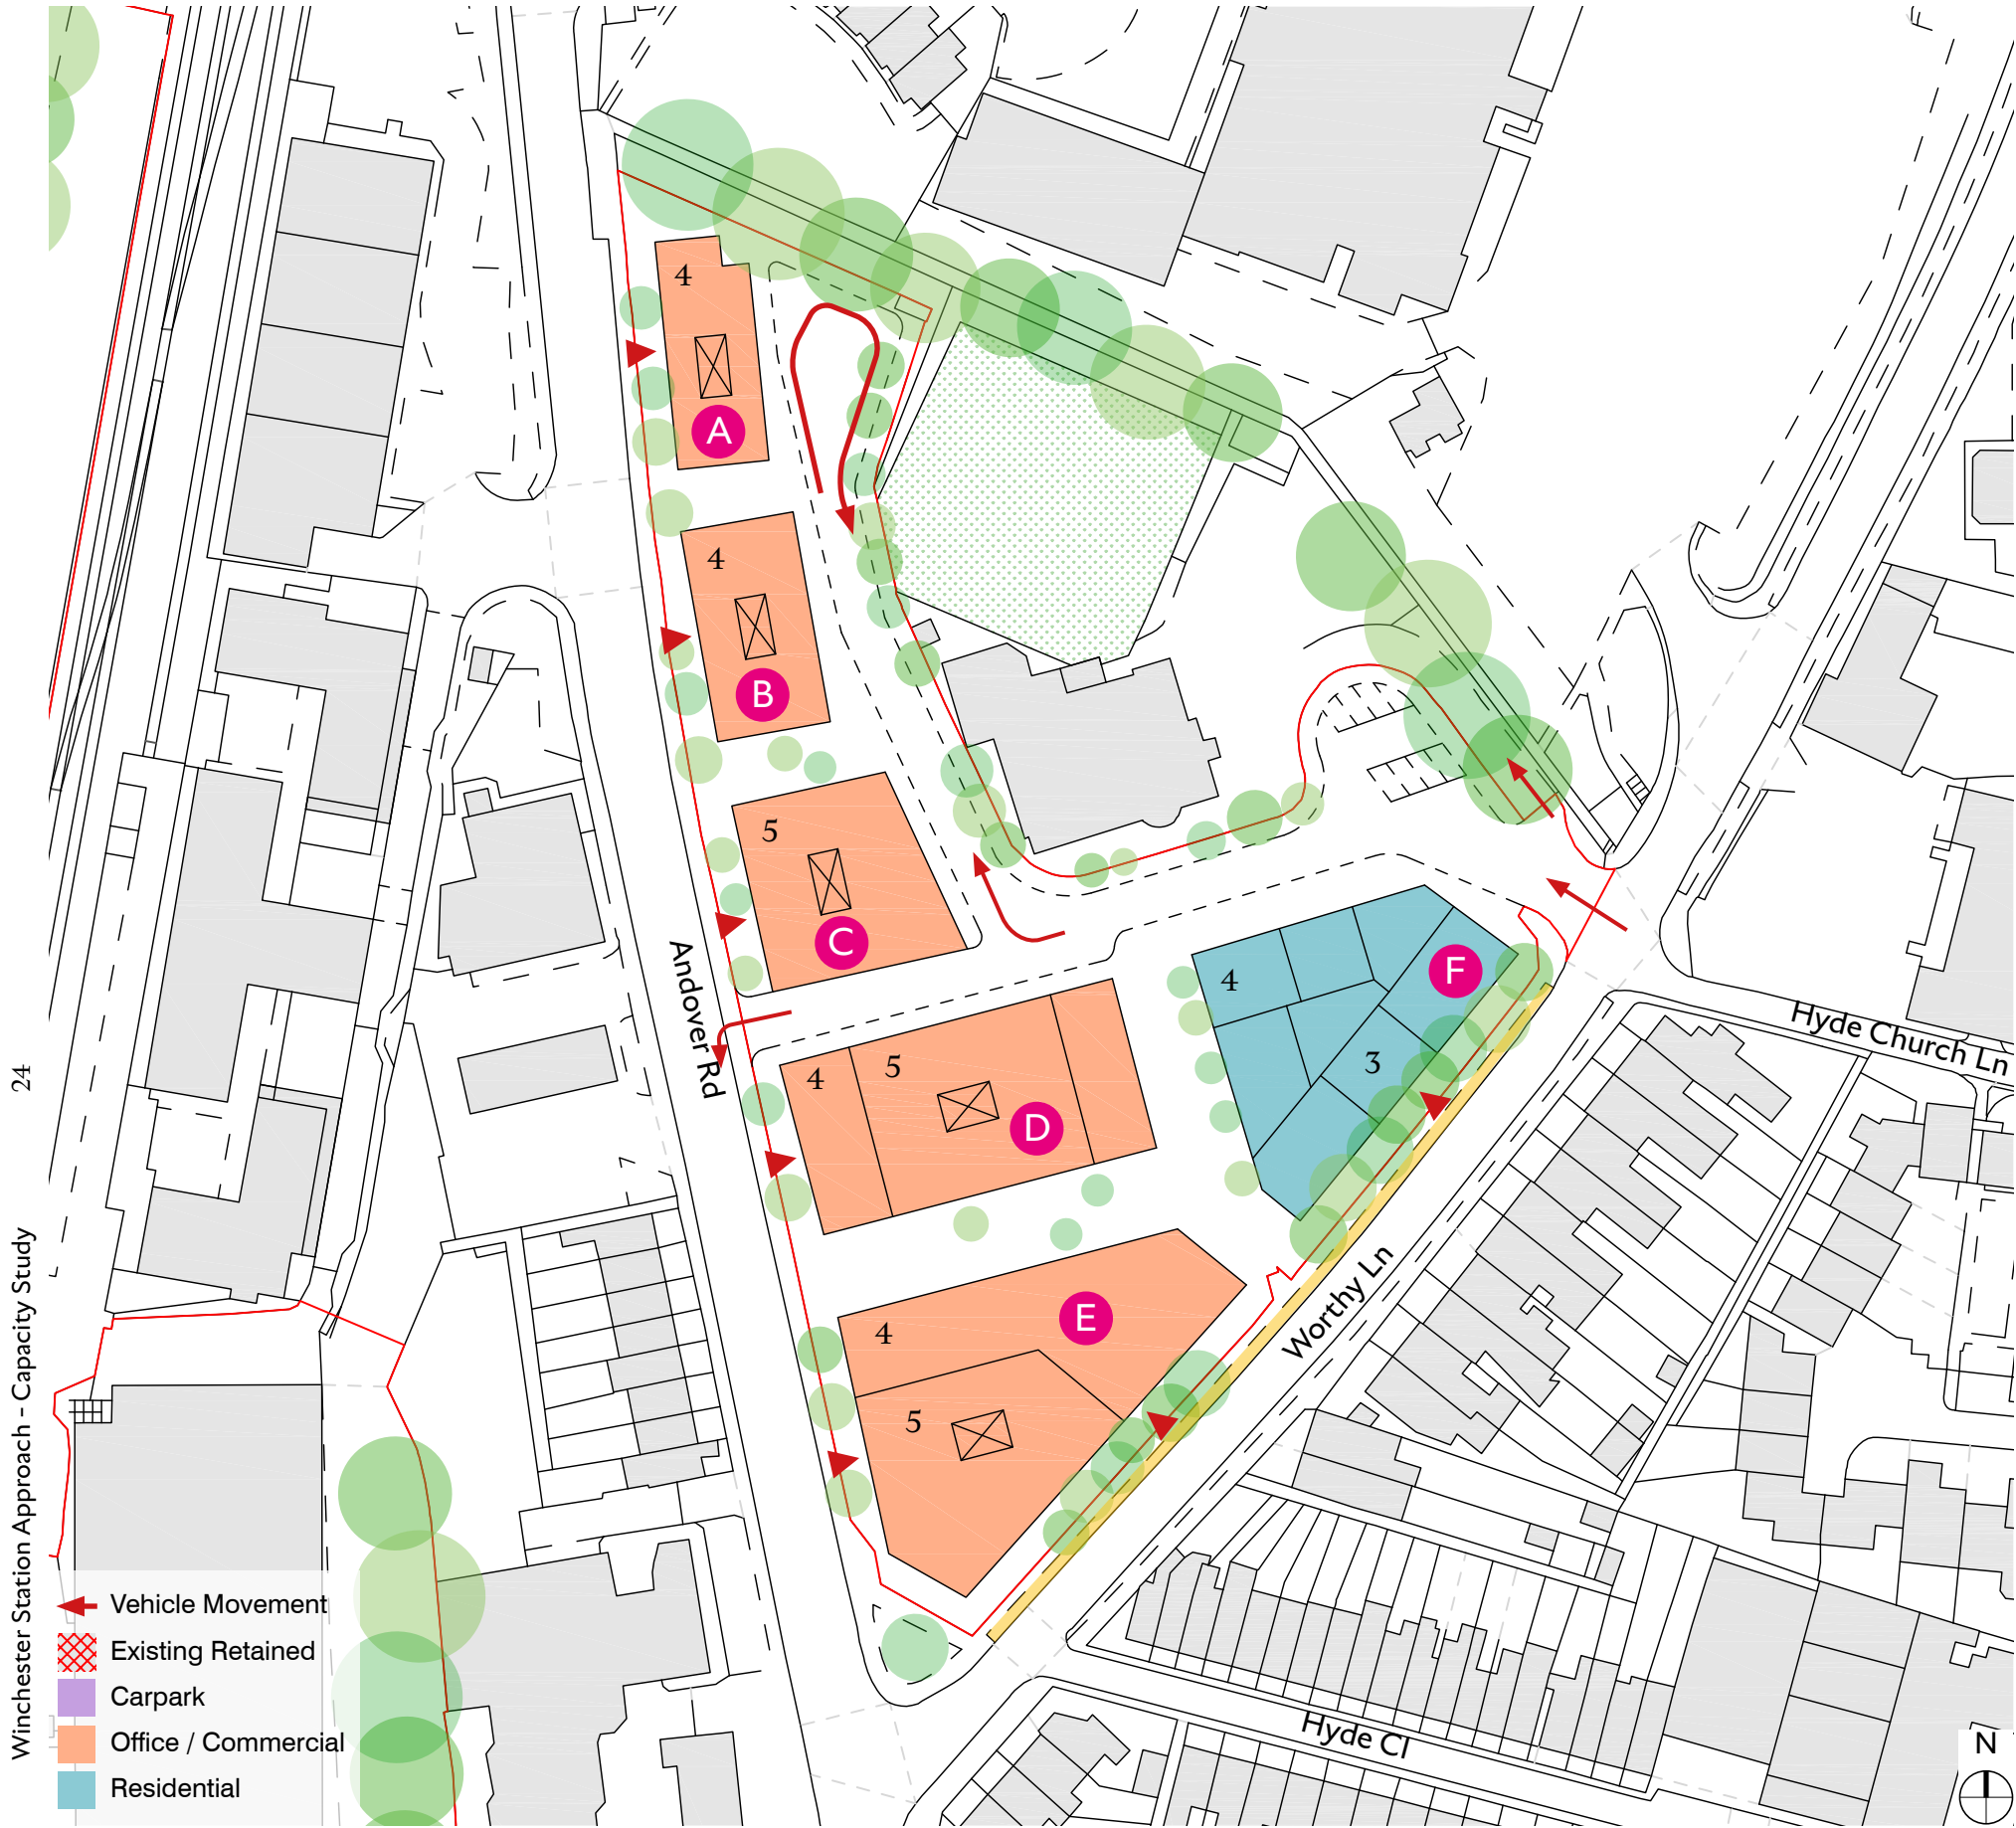 4
A
4
B
5
C
4
F
Andover Rd
Hyde Church Ln
3
4
5
D
24
Winchester Station Approach - Capacity Study
E
4
Worthy Ln
5
Vehicle Movement
Existing Retained
Carpark
Office / Commercial
Residential
Hyde Cl
N